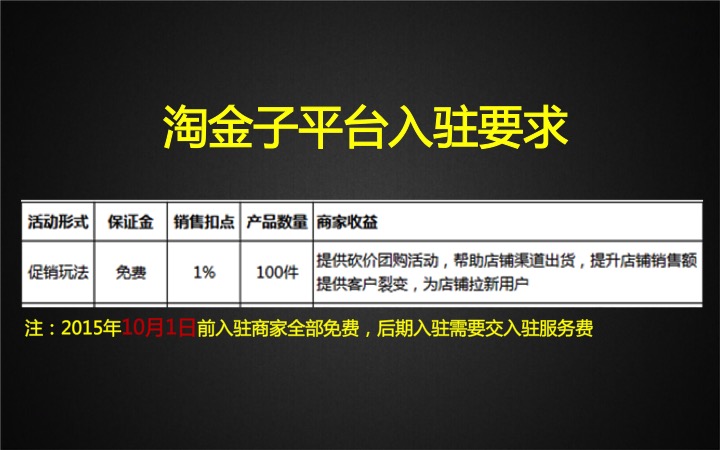 淘金子平台入驻要求
活动形式 保证金 销售扣点 产品数量 商家收益
促销玩法 免费 1% 100件 提供砍价团购活动，帮助店铺渠道出货，提升店铺销售额
提供客户裂变，为店铺拉新用户
注：2015年10月1日前入驻商家全部免费，后期入驻需要交入驻服务费